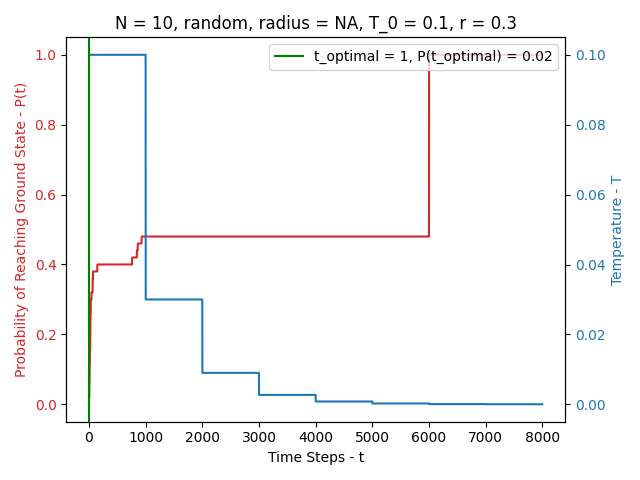 N = 10, random, radius = NA, T_0 = 0.1, r = 0.3
t_optimal = 1, P(t_optimal) = 0.02
Probability of Reaching Ground State - P(t)
1.0
0.8
0.6
0.4
0.2
0.0
0.10
0.08
0.06
0.04
0.02
0.00
Temperature - T
0 1000 2000 3000 4000 5000 6000 7000 8000
Time Steps - t